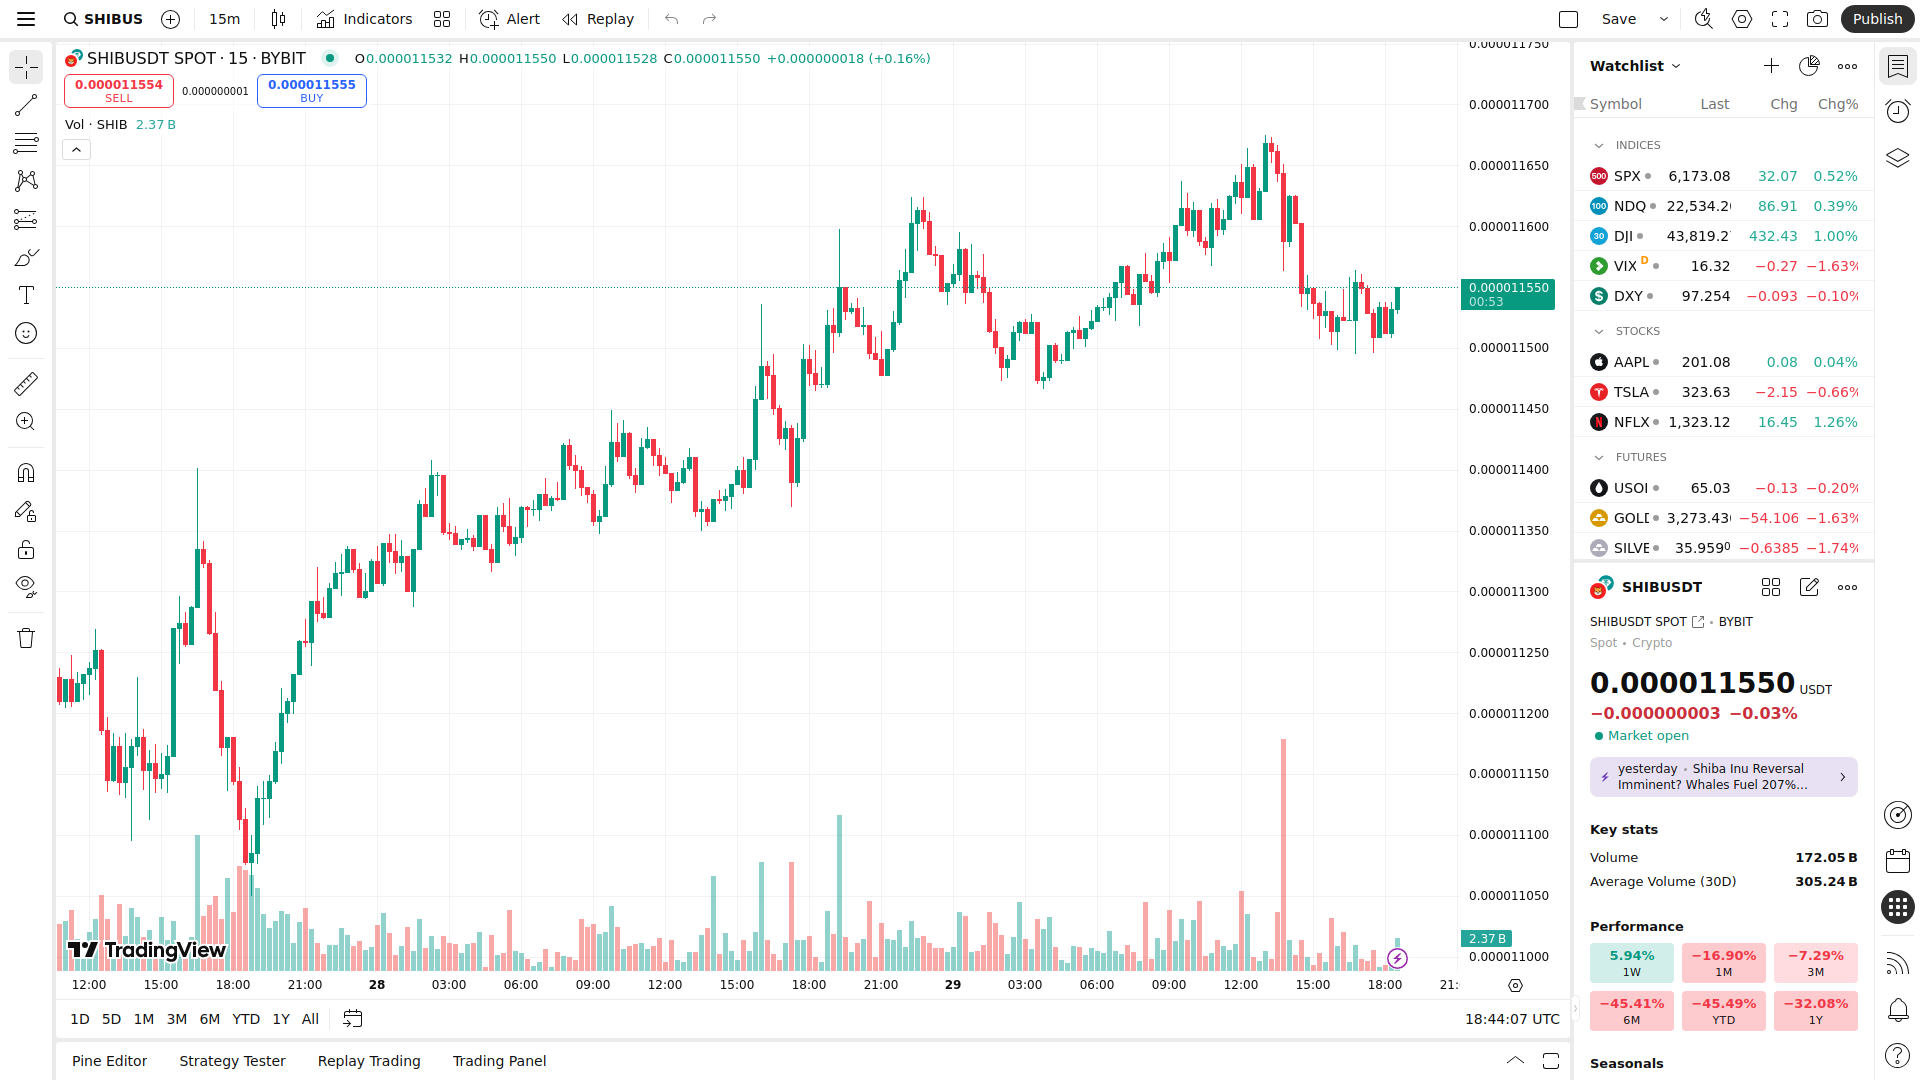 SHIBUS 15m Indicators Alert Replay Save Publish
SHIBUSDT SPOT · 15 · BYBIT O0.000011532 H0.000011550 L0.000011528 C0.000011550 +0.000000018 (+0.16%)
0.000011554 SELL 0.000000001 0.000011555 BUY
Vol · SHIB 2.37 B
0.000011750
0.000011700
0.000011650
0.000011600
0.000011550
00:53
0.000011500
0.000011450
0.000011400
0.000011350
0.000011300
0.000011250
0.000011200
0.000011150
0.000011100
0.000011050
2.37 B
0.000011000
TradingView
12:00 15:00 18:00 21:00 28 03:00 06:00 09:00 12:00 15:00 18:00 21:00 29 03:00 06:00 09:00 12:00 15:00 18:00 21:
1D 5D 1M 3M 6M YTD 1Y All 18:44:07 UTC
Pine Editor Strategy Tester Replay Trading Trading Panel
Watchlist
Symbol Last Chg Chg%
INDICES
500 SPX 6,173.08 32.07 0.52%
100 NDQ 22,534.2 86.91 0.39%
30 DJI 43,819.2 432.43 1.00%
VIX D 16.32 −0.27 −1.63%
DXY 97.254 −0.093 −0.10%
STOCKS
AAPL 201.08 0.08 0.04%
TSLA 323.63 −2.15 −0.66%
NFLX 1,323.12 16.45 1.26%
FUTURES
USOI 65.03 −0.13 −0.20%
GOLD 3,273.43 −54.106 −1.63%
SILVE 35.9590 −0.6385 −1.74%
SHIBUSDT
SHIBUSDT SPOT • BYBIT
Spot • Crypto
0.000011550 USDT
−0.000000003 −0.03%
Market open
yesterday • Shiba Inu Reversal
Imminent? Whales Fuel 207%...
Key stats
Volume 172.05 B
Average Volume (30D) 305.24 B
Performance
5.94% −16.90% −7.29%
1W 1M 3M
−45.41% −45.49% −32.08%
6M YTD 1Y
Seasonals